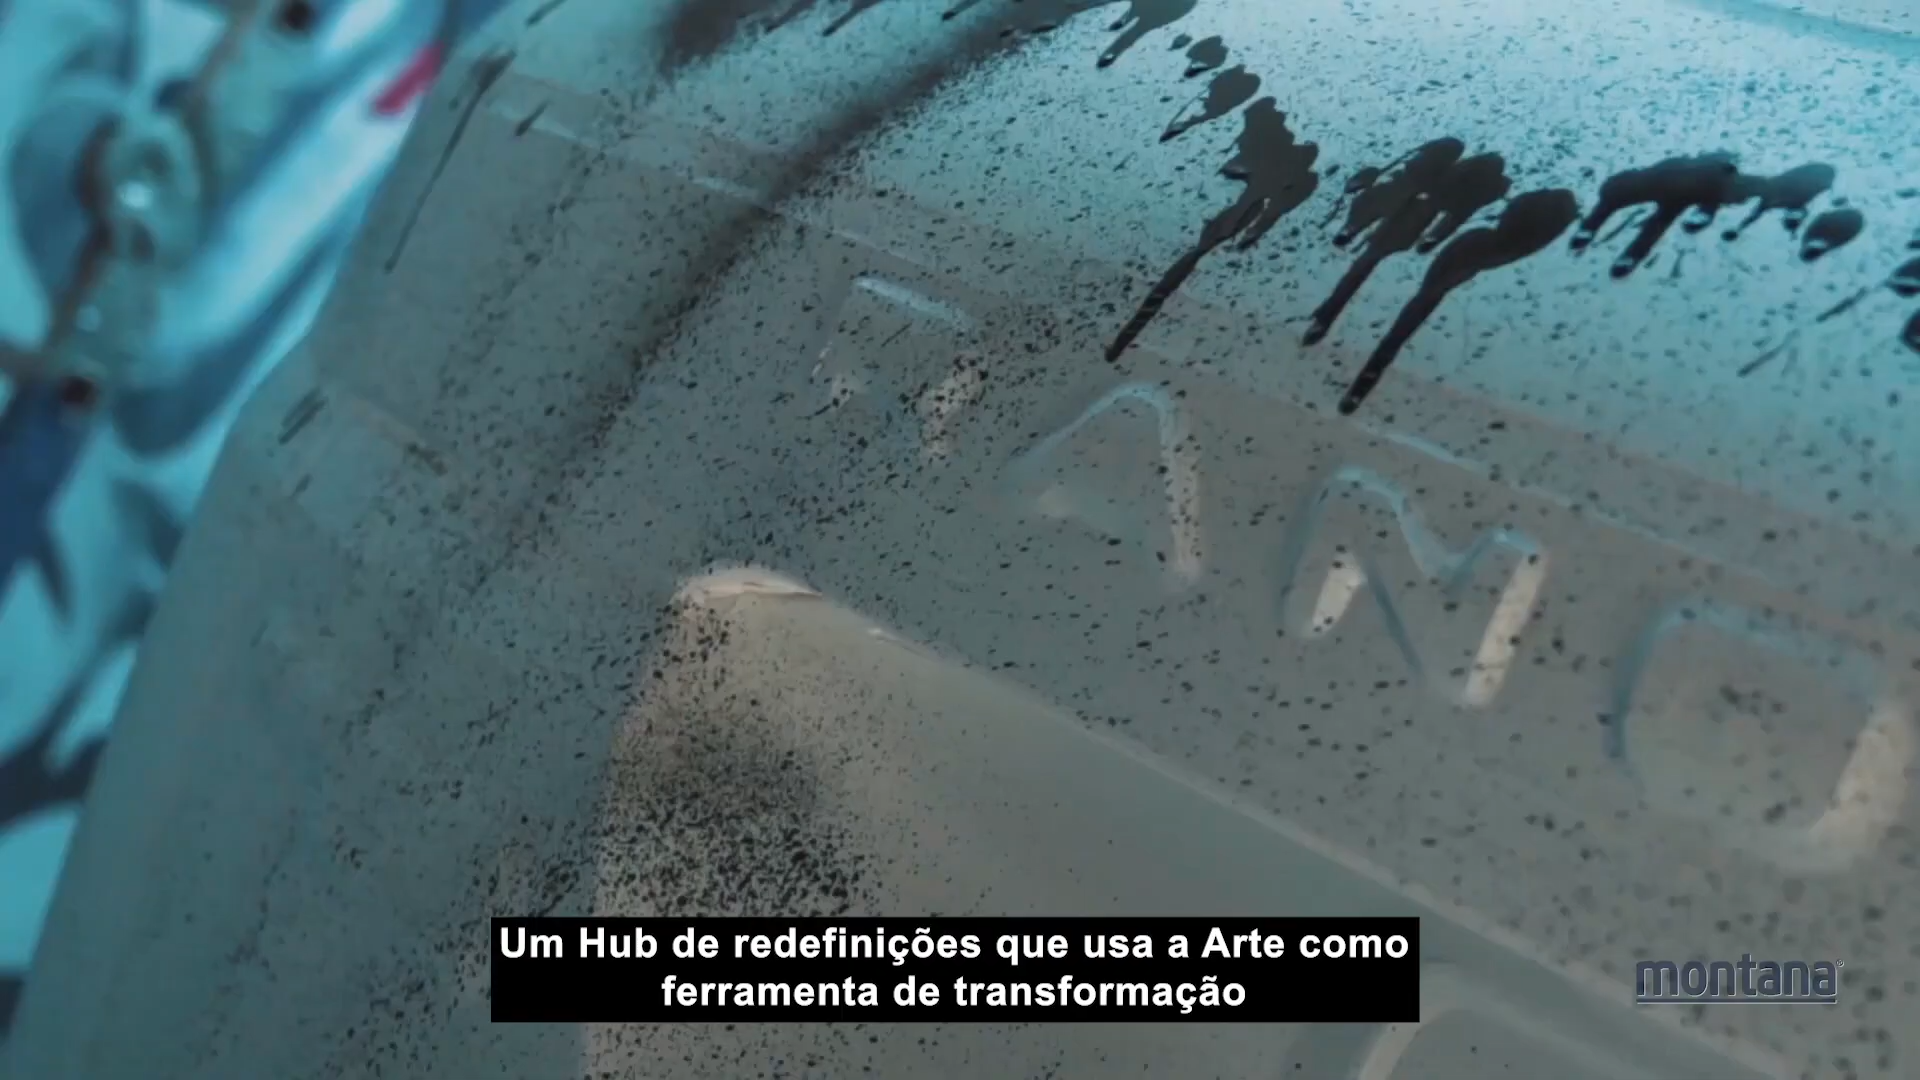 Um Hub de redefinições que usa a Arte como
ferramenta de transformação
montana®